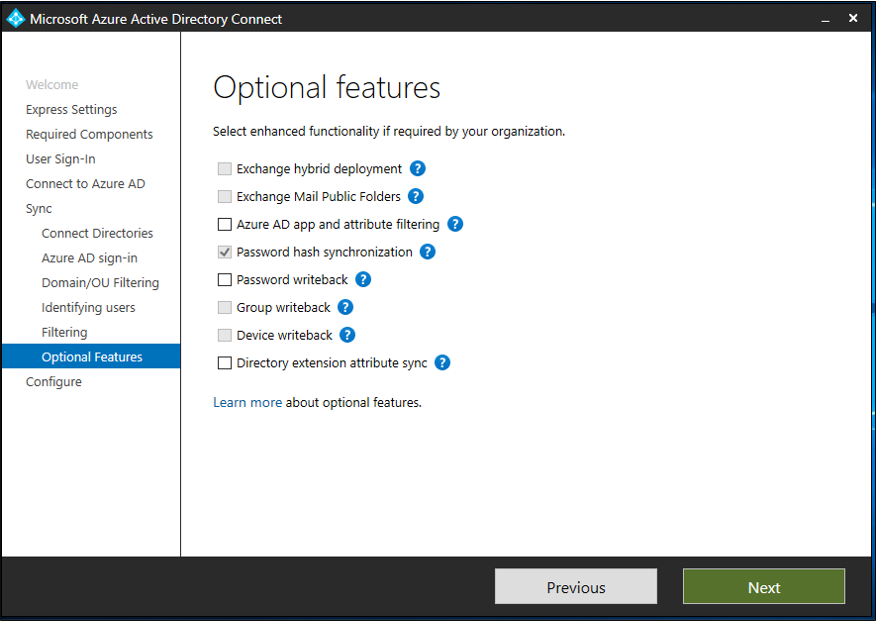 Microsoft Azure Active Directory Connect
Welcome
Express Settings
Required Components
User Sign-In
Connect to Azure AD
Sync
Connect Directories
Azure AD sign-in
Domain/OU Filtering
Identifying users
Filtering
Optional Features
Configure
Optional features
Select enhanced functionality if required by your organization.
Exchange hybrid deployment ?
Exchange Mail Public Folders ?
Azure AD app and attribute filtering ?
Password hash synchronization ?
Password writeback ?
Group writeback ?
Device writeback ?
Directory extension attribute sync ?
Learn more about optional features.
Previous
Next